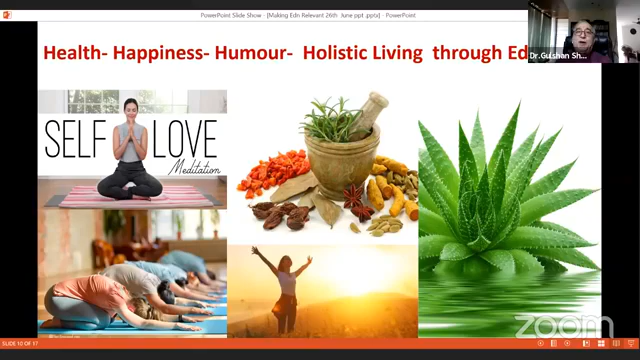 PowerPoint Slide Show - [Making Edn Relevant 26th June ppt .pptx] - PowerPoint
Health- Happiness- Humour- Holistic Living through Ed
Dr.Gulshan Sh...
SELF LOVE
Meditation
zoom
SLIDE 10 OF 17